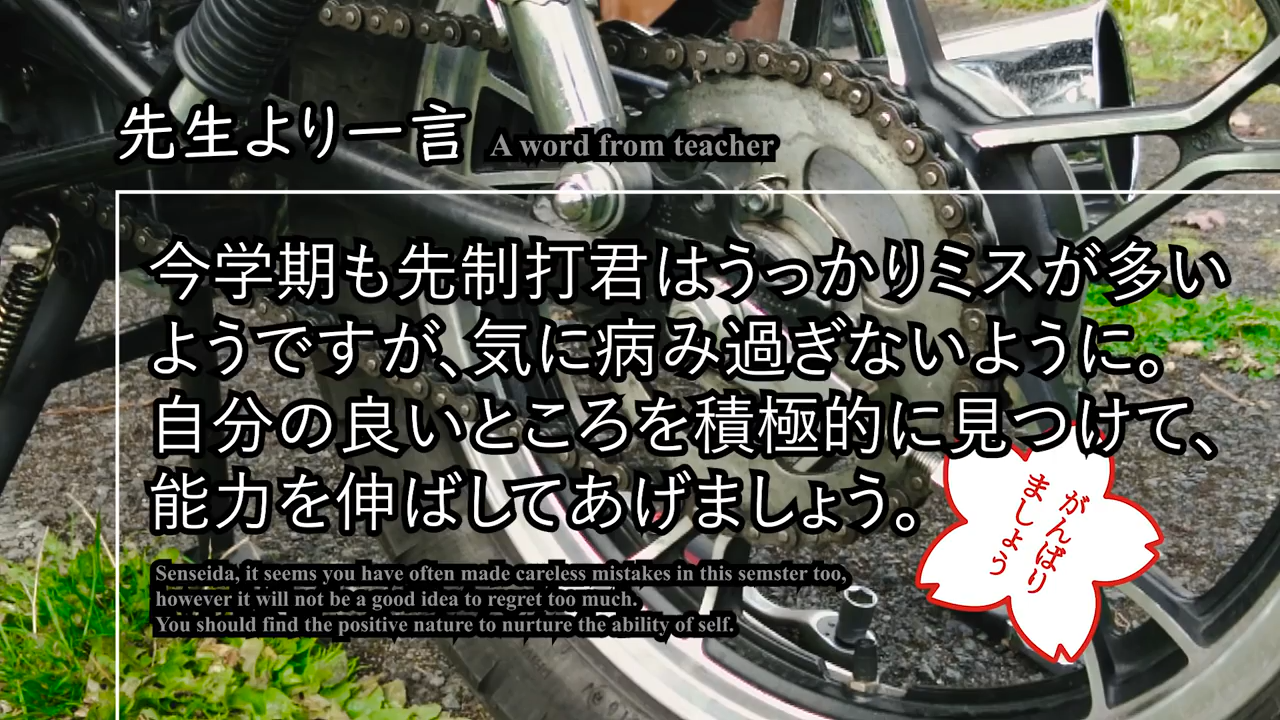 先生より一言 A word from teacher
今学期も先制打君はうっかりミスが多い
ようですが、気に病み過ぎないように。
自分の良いところを積極的に見つけて、
能力を伸ばしてあげましょう。
がんばり
ましょう
Senseida, it seems you have often made careless mistakes in this semster too,
however it will not be a good idea to regret too much.
You should find the positive nature to nurture the ability of self.